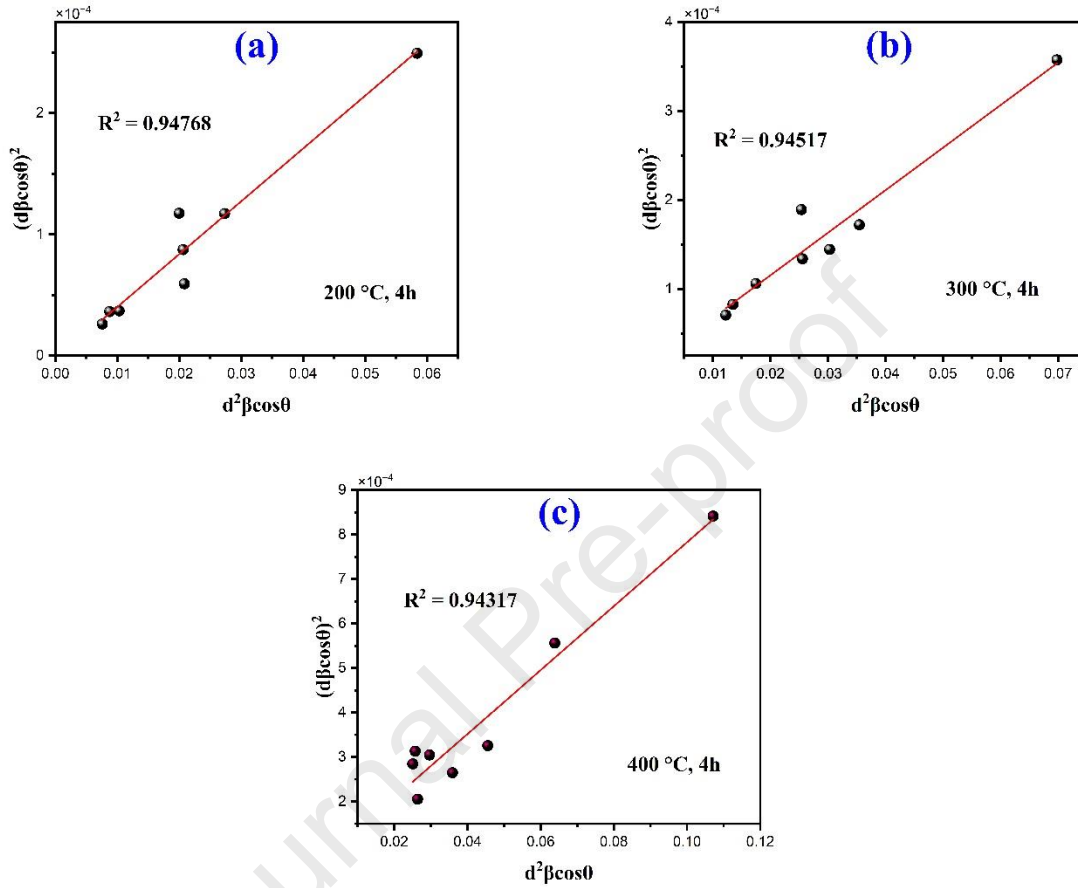 ×10⁻⁴
(a)
R² = 0.94768
200 °C, 4h
(dβcosθ)²
2
1
0
0.00 0.01 0.02 0.03 0.04 0.05 0.06
d²βcosθ
4 ×10⁻⁴
(b)
R² = 0.94517
300 °C, 4h
(dβcosθ)²
3
2
1
0.01 0.02 0.03 0.04 0.05 0.06 0.07
d²βcosθ
×10⁻⁴
9
(c)
R² = 0.94317
400 °C, 4h
(dβcosθ)²
8
7
6
5
4
3
2
0.02 0.04 0.06 0.08 0.10 0.12
d²βcosθ
urnal Pre-proof